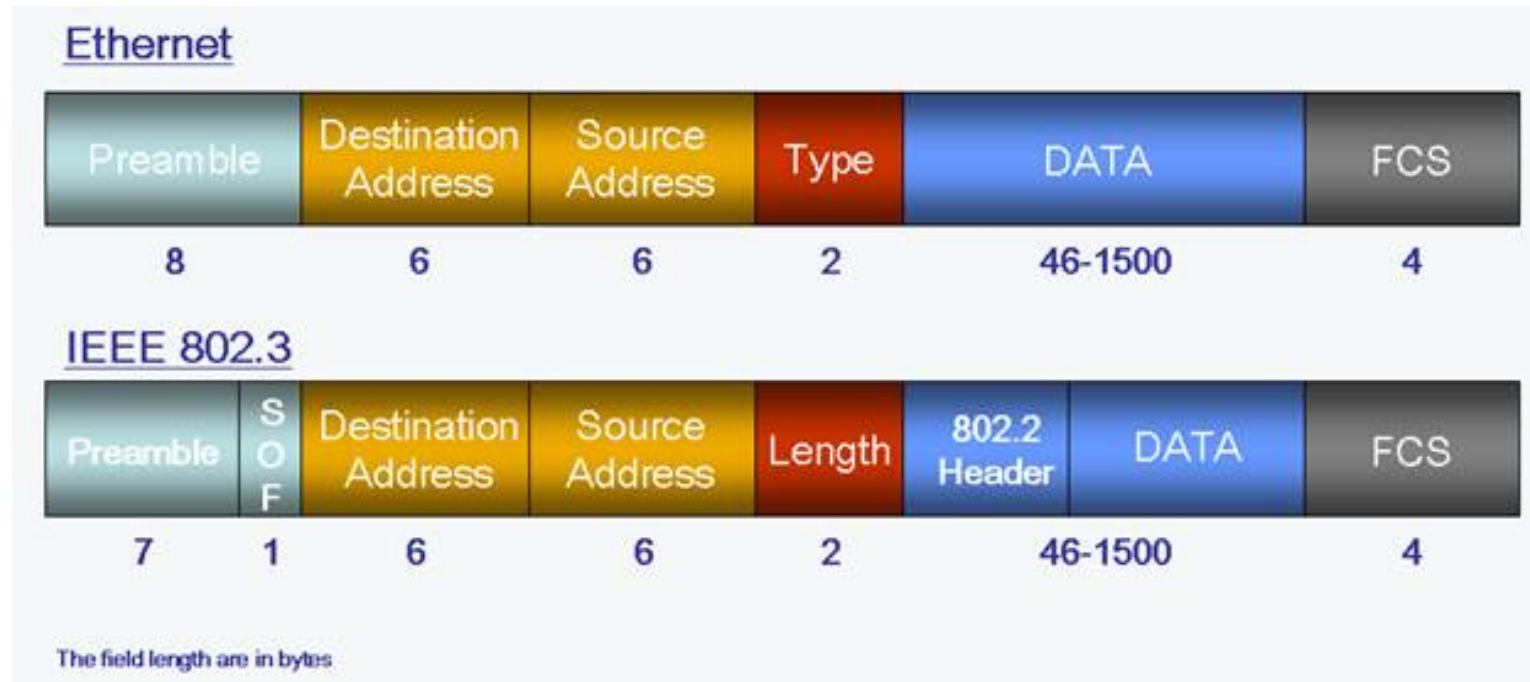 Ethernet
Preamble Destination Address Source Address Type DATA FCS
8 6 6 2 46-1500 4
IEEE 802.3
Preamble SOF Destination Address Source Address Length 802.2 Header DATA FCS
7 1 6 6 2 46-1500 4
The field length are in bytes